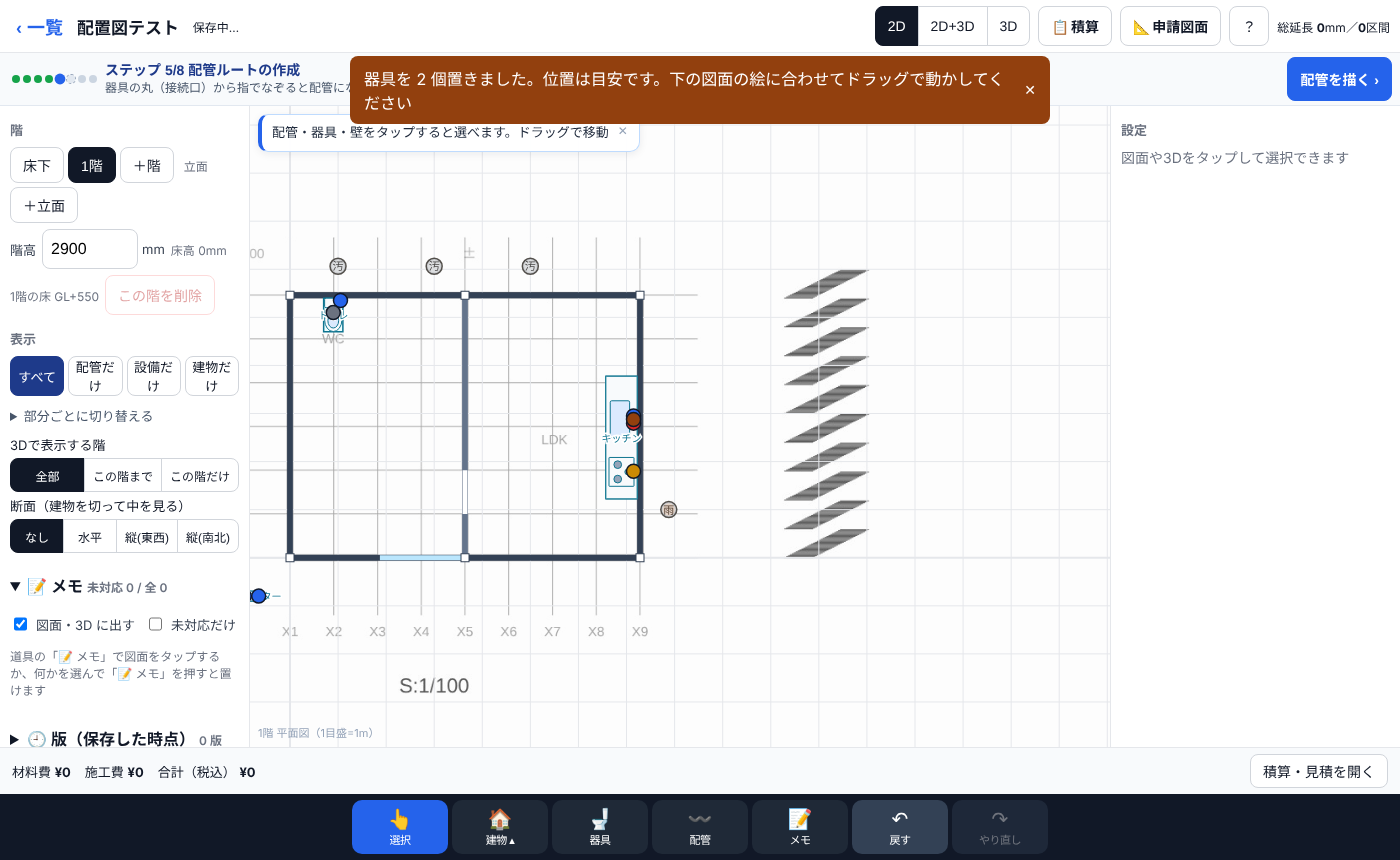 ‹ 一覧 配置図テスト 保存中...
2D 2D+3D 3D 📋積算 📐申請図面 ? 総延長 0mm／0区間
ステップ 5/8 配管ルートの作成
器具の丸（接続口）から指でなぞると配管に
器具を 2 個置きました。位置は目安です。下の図面の絵に合わせてドラッグで動かしてく
ださい
×
配管を描く ›
配管・器具・壁をタップすると選べます。ドラッグで移動 ×
階
床下 1階 ＋階 立面
＋立面
階高 2900 mm 床高 0mm
1階の床 GL+550 この階を削除
表示
すべて 配管だけ 設備だけ 建物だけ
▶ 部分ごとに切り替える
3Dで表示する階
全部 この階まで この階だけ
断面（建物を切って中を見る）
なし 水平 縦(東西) 縦(南北)
▼ 📝 メモ 未対応 0 / 全 0
図面・3D に出す 未対応だけ
道具の「📝 メモ」で図面をタップする
か、何かを選んで「📝 メモ」を押すと置
けます
▶ 🕘 版（保存した時点） 0 版
00
土
汚 汚 汚
WC
LDK
キッチン
雨
ター
X1 X2 X3 X4 X5 X6 X7 X8 X9
S:1/100
1階 平面図（1目盛=1m）
設定
図面や3Dをタップして選択できます
材料費 ¥0 施工費 ¥0 合計（税込） ¥0
積算・見積を開く
選択 建物▲ 器具 配管 メモ 戻す やり直し